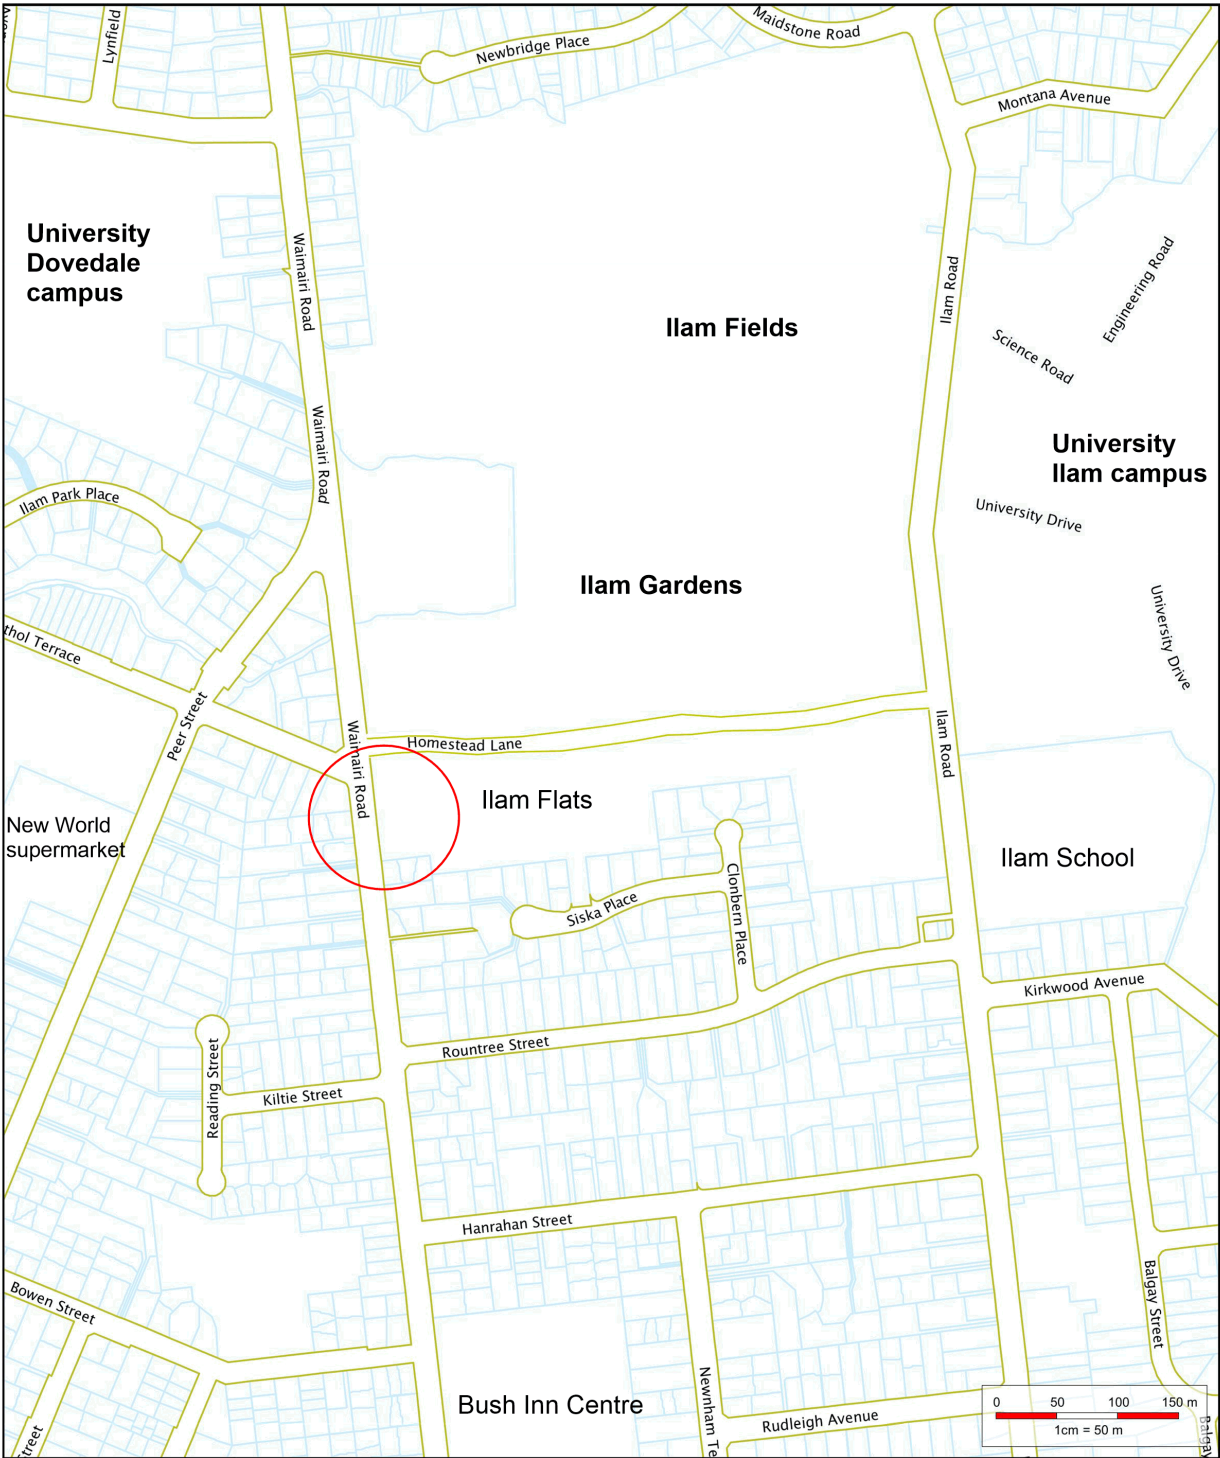 Lynfield
Maidstone Road
Newbridge Place
Montana Avenue
University
Dovedale
campus
Waimairi Road
Ilam Road
Engineering Road
Ilam Fields
Science Road
Waimairi Road
University
Ilam campus
Ilam Park Place
University Drive
Ilam Gardens
University Drive
thol Terrace
Peer Street
Waimairi Road
Homestead Lane
Ilam Road
Ilam Flats
New World
supermarket
Ilam School
Clonbern Place
Siska Place
Kirkwood Avenue
Rountree Street
Reading Street
Kiltie Street
Hanrahan Street
Bowen Street
Balgay Street
Bush Inn Centre
Newnham Te
Rudleigh Avenue
0 50 100 150 m
1cm = 50 m
treet
Balgay